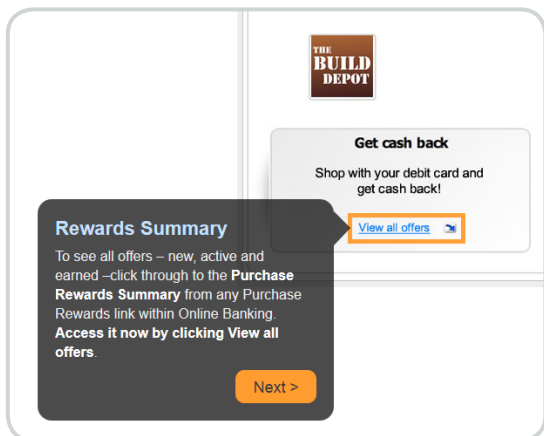 THE
BUILD
DEPOT
Get cash back
Shop with your debit card and
get cash back!
View all offers
Rewards Summary
To see all offers – new, active and
earned –click through to the Purchase
Rewards Summary from any Purchase
Rewards link within Online Banking.
Access it now by clicking View all
offers.
Next >